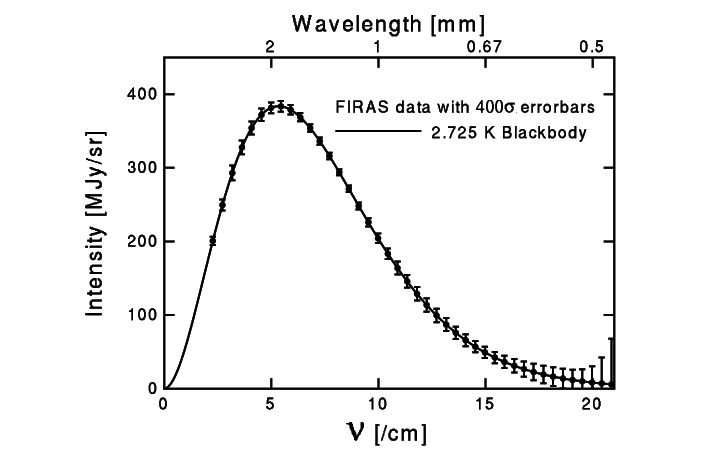 Wavelength [mm]
2 1 0.67 0.5
400
300
200
100
0
Intensity [MJy/sr]
FIRAS data with 400σ errorbars
2.725 K Blackbody
0 5 10 15 20
ν [/cm]